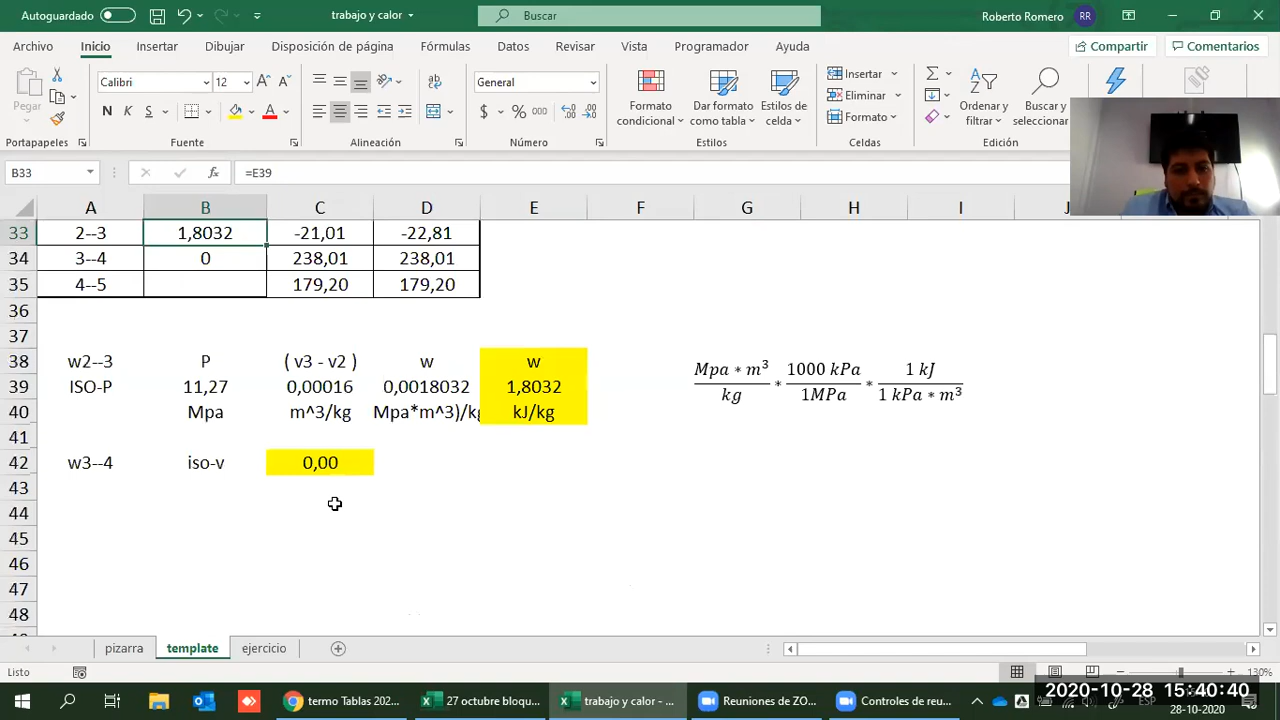 Autoguardado
trabajo y calor
Buscar
Roberto Romero
RR
Archivo Inicio Insertar Dibujar Disposición de página Fórmulas Datos Revisar Vista Programador Ayuda
Compartir Comentarios
Pegar
Calibri 12
N K S
General
Formato condicional
Dar formato como tabla
Estilos de celda
Insertar
Eliminar
Formato
Ordenar y filtrar
Buscar y seleccionar
Portapapeles Fuente Alineación Número Estilos Celdas Edición
B33 fx =E39
A B C D E F G H I J
33 2--3 1,8032 -21,01 -22,81
34 3--4 0 238,01 238,01
35 4--5 179,20 179,20
36
37
38 w2--3 P ( v3 - v2 ) w w
39 ISO-P 11,27 0,00016 0,0018032 1,8032
40 Mpa m^3/kg Mpa*m^3)/kg kJ/kg
Mpa ∗ m³ / kg ∗ 1000 kPa / 1MPa ∗ 1 kJ / 1 kPa ∗ m³
41
42 w3--4 iso-v 0,00
43
44
45
46
47
48
pizarra template ejercicio
Listo
130%
termo Tablas 202...
27 octubre bloqu...
trabajo y calor - ...
Reuniones de ZO...
Controles de reu...
ESP
2020-10-28 15:40:40
28-10-2020